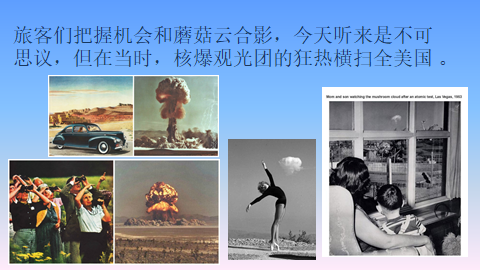 旅客们把握机会和蘑菇云合影，今天听来是不可
思议，但在当时，核爆观光团的狂热横扫全美国 。
Mom and son watching the mushroom cloud after an atomic test, Las Vegas, 1953